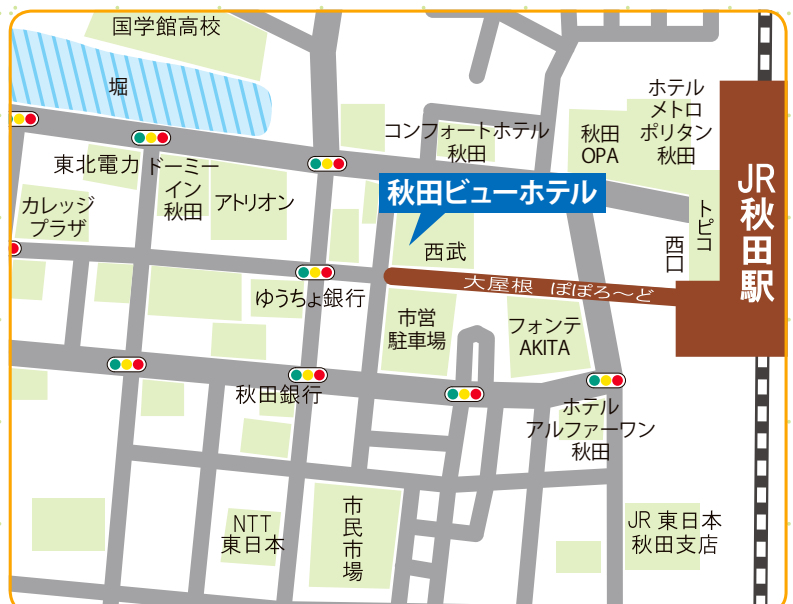 国学館高校
堀
東北電力
ドーミー
イン
秋田
カレッジ
プラザ
アトリオン
コンフォートホテル
秋田
秋田
OPA
ホテル
メトロ
ポリタン
秋田
秋田ビューホテル
西武
トピコ
西口
JR秋田駅
大屋根 ぽぽろ〜ど
ゆうちょ銀行
市営
駐車場
フォンテ
AKITA
秋田銀行
ホテル
アルファーワン
秋田
NTT
東日本
市民市場
JR 東日本
秋田支店